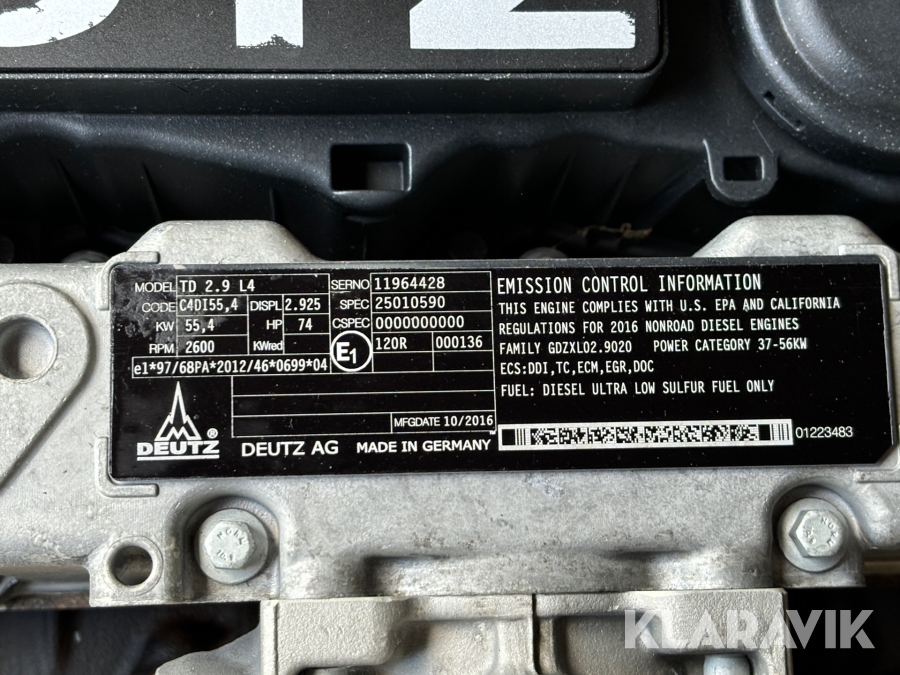 UTZ
MODEL TD 2.9 L4 SERNO 11964428
CODE C4DI55,4 DISPL 2.925 SPEC 25010590
KW 55,4 HP 74 CSPEC 0000000000
RPM 2600 KWred E1 120R 000136
e1*97/68PA*2012/46*0699*04
MFGDATE 10/2016
DEUTZ ® DEUTZ AG MADE IN GERMANY
EMISSION CONTROL INFORMATION
THIS ENGINE COMPLIES WITH U.S. EPA AND CALIFORNIA
REGULATIONS FOR 2016 NONROAD DIESEL ENGINES
FAMILY GDZXL02.9020 POWER CATEGORY 37-56KW
ECS:DDI,TC,ECM,EGR,DOC
FUEL: DIESEL ULTRA LOW SULFUR FUEL ONLY
01223483
KLARAVIK